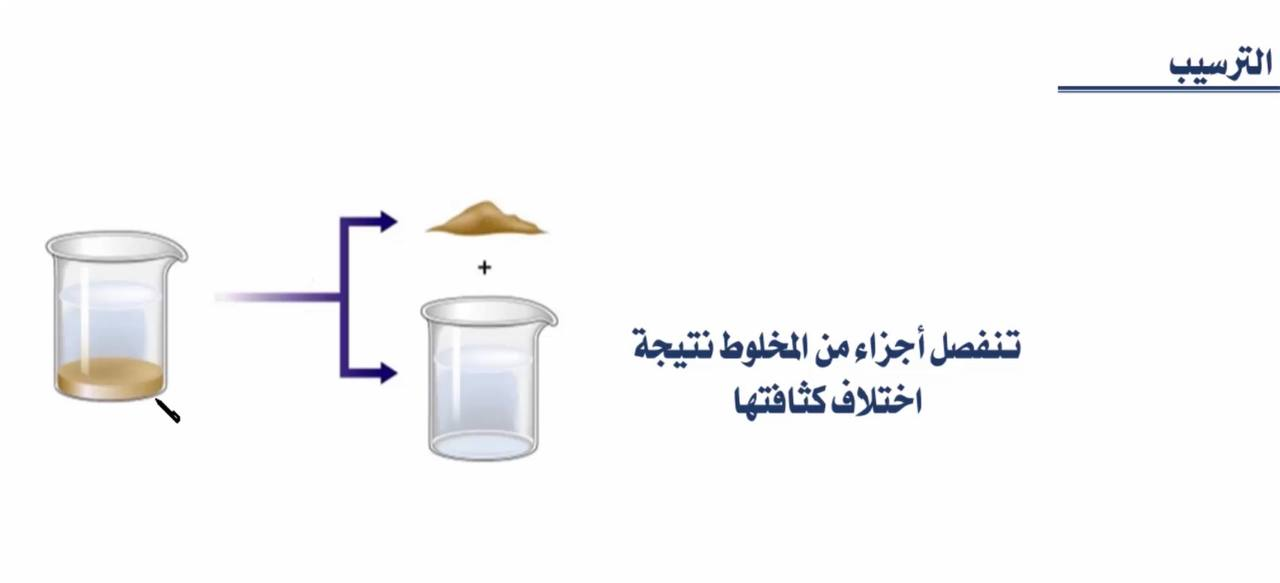 الترسيب
+
تنفصل أجزاء من المخلوط نتيجة
اختلاف كثافتها